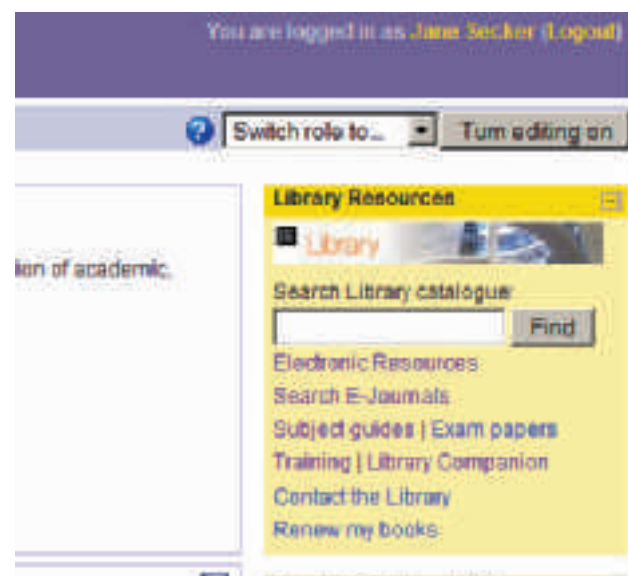 You are logged in as Jane Secker (Logout)
Switch role to...
Turn editing on
Library Resources
Library
ion of academic,
Search Library catalogue
Find
Electronic Resources
Search E-Journals
Subject guides | Exam papers
Training | Library Companion
Contact the Library
Renew my books